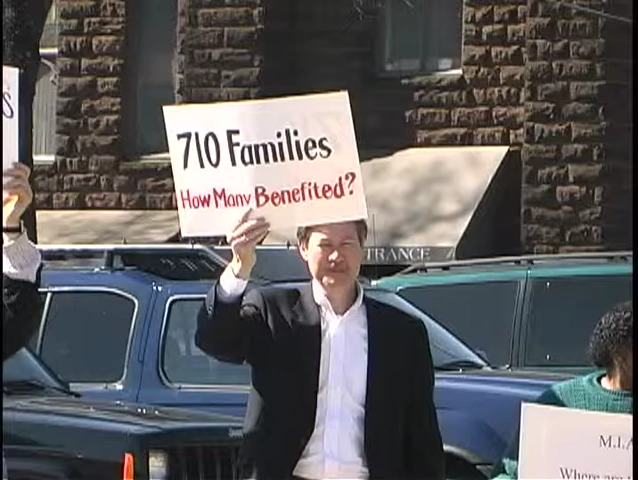 710 Families
How Many Benefited?
TRANCE
M.I.A
Where are